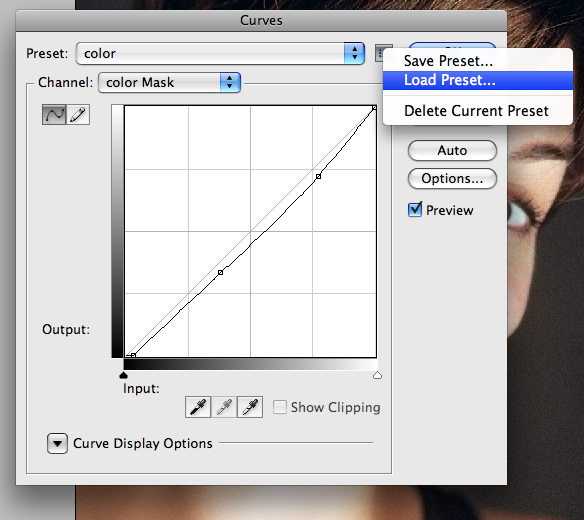 Curves
Preset: color
Save Preset...
Load Preset...
Delete Current Preset
Channel: color Mask
Auto
Options...
Preview
Output:
Input:
Show Clipping
Curve Display Options